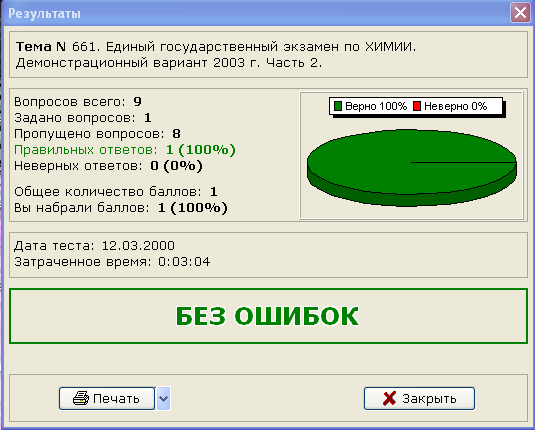 Результаты
Тема N 661. Единый государственный экзамен по ХИМИИ.
Демонстрационный вариант 2003 г. Часть 2.
Вопросов всего: 9
Задано вопросов: 1
Пропущено вопросов: 8
Правильных ответов: 1 (100%)
Неверных ответов: 0 (0%)
Общее количество баллов: 1
Вы набрали баллов: 1 (100%)
Верно 100% Неверно 0%
Дата теста: 12.03.2000
Затраченное время: 0:03:04
БЕЗ ОШИБОК
Печать
Закрыть